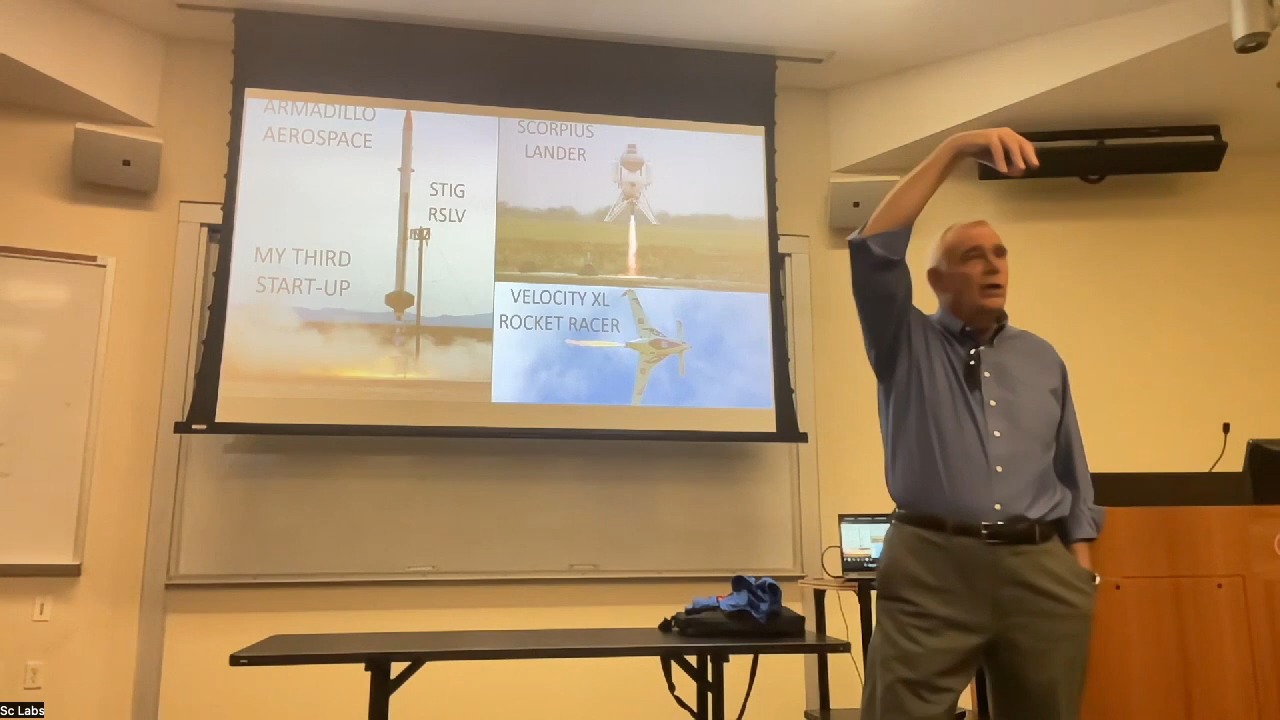 ARMADILLO
AEROSPACE
STIG
RSLV
MY THIRD
START-UP
SCORPIUS
LANDER
VELOCITY XL
ROCKET RACER
Sc Labs